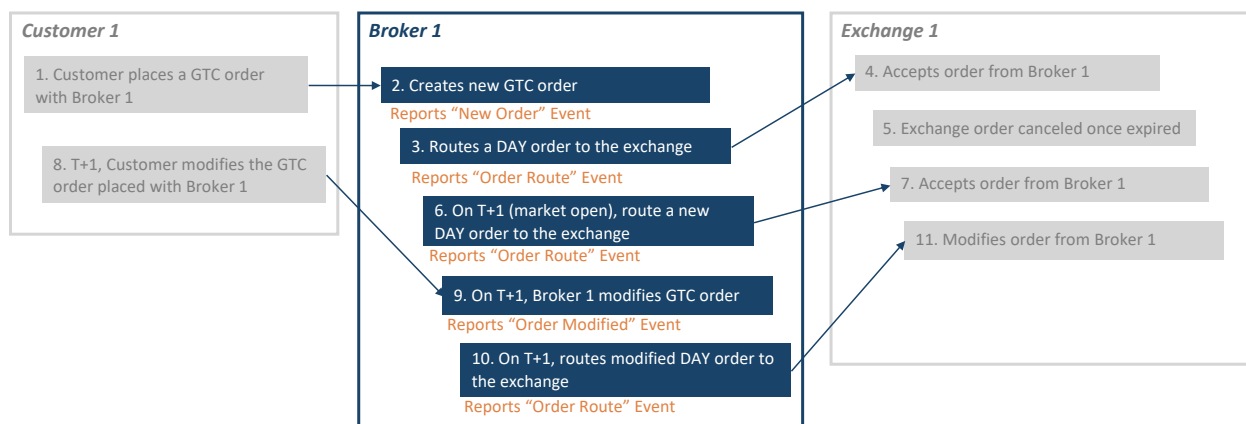 Customer 1
1. Customer places a GTC order
with Broker 1
8. T+1, Customer modifies the GTC
order placed with Broker 1
Broker 1
2. Creates new GTC order
Reports “New Order” Event
3. Routes a DAY order to the exchange
Reports “Order Route” Event
6. On T+1 (market open), route a new
DAY order to the exchange
Reports “Order Route” Event
9. On T+1, Broker 1 modifies GTC order
Reports “Order Modified” Event
10. On T+1, routes modified DAY order to
the exchange
Reports “Order Route” Event
Exchange 1
4. Accepts order from Broker 1
5. Exchange order canceled once expired
7. Accepts order from Broker 1
11. Modifies order from Broker 1